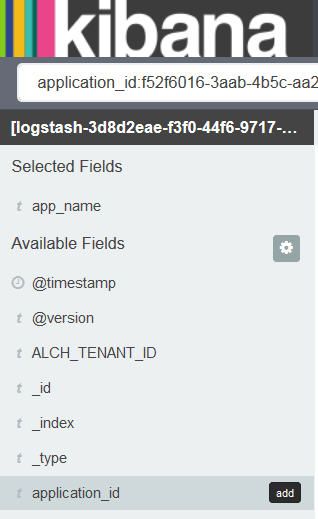 kibana
application_id:f52f6016-3aab-4b5c-aa2
[logstash-3d8d2eae-f3f0-44f6-9717-...
Selected Fields
t app_name
Available Fields
@timestamp
t @version
t ALCH_TENANT_ID
t _id
t _index
t _type
t application_id add